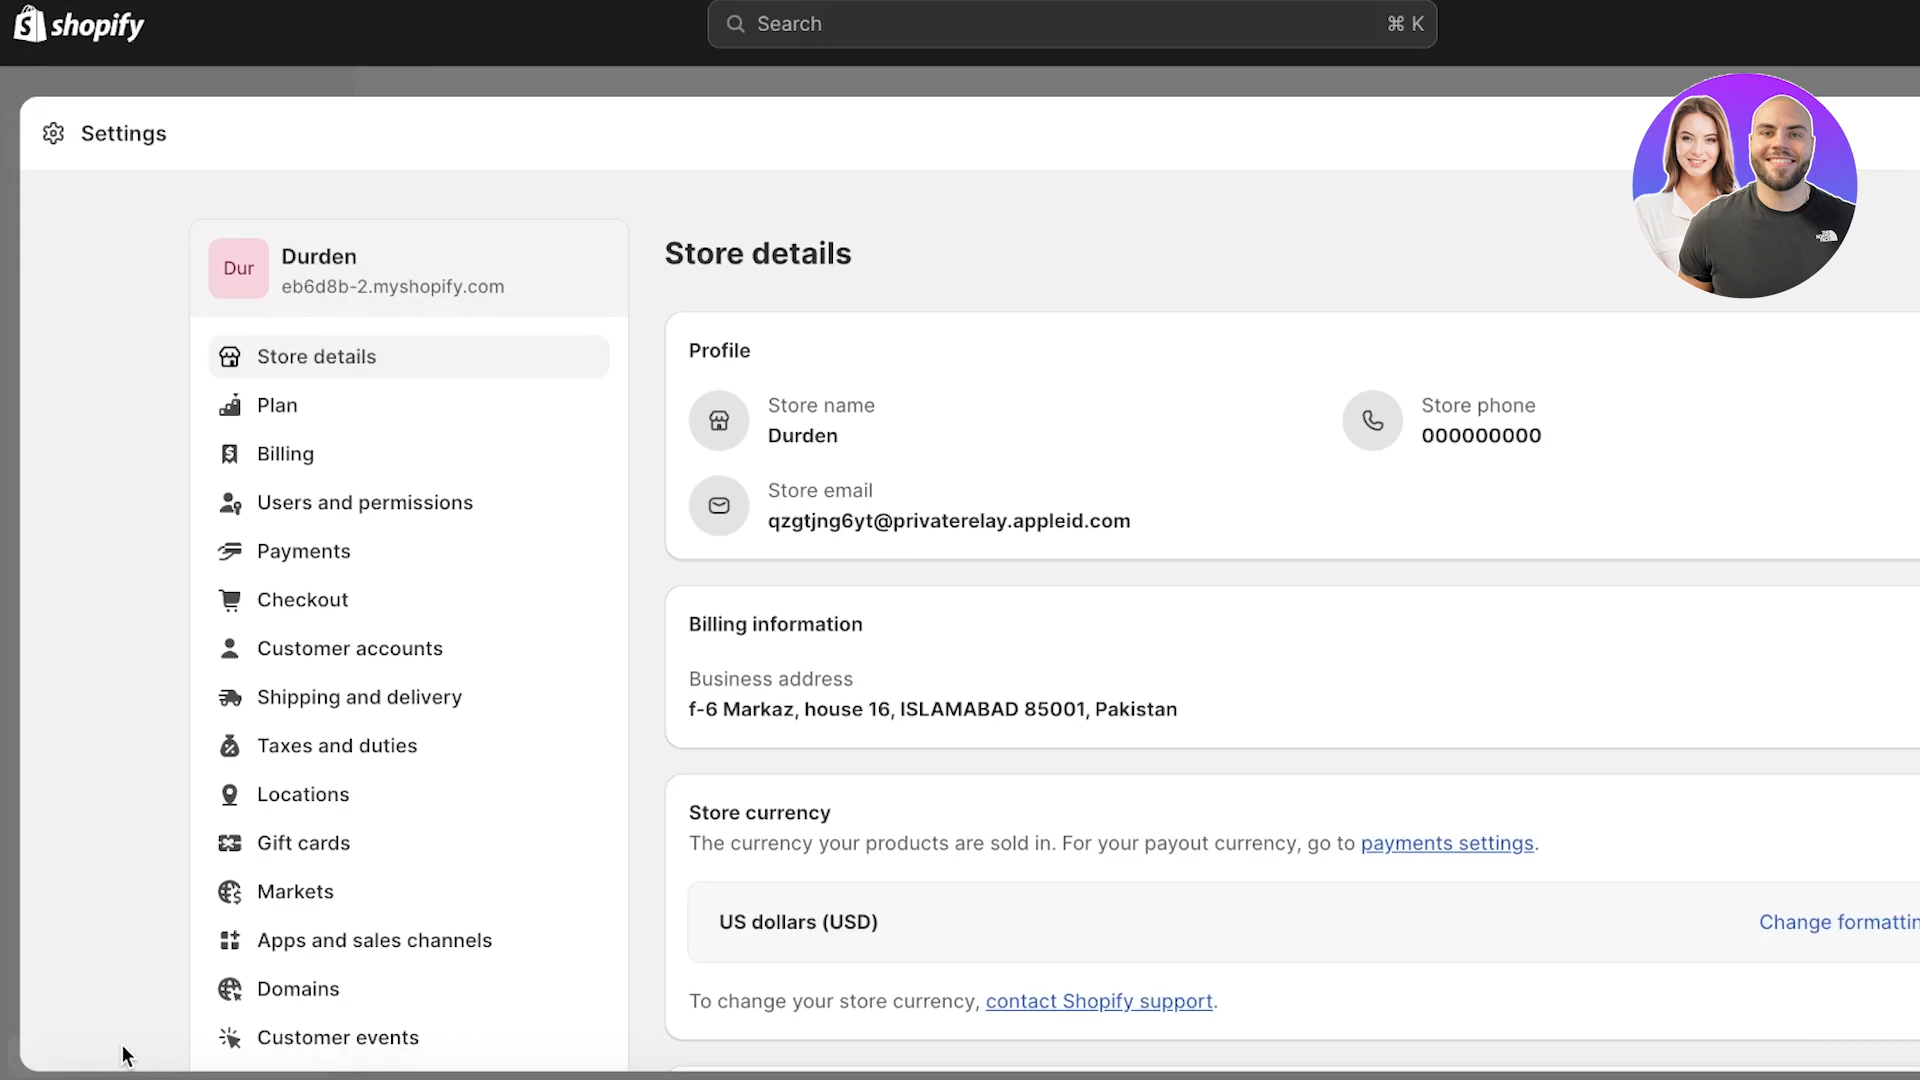 shopify
Search
⌘ K
Settings
Dur
Durden
eb6d8b-2.myshopify.com
Store details
Plan
Billing
Users and permissions
Payments
Checkout
Customer accounts
Shipping and delivery
Taxes and duties
Locations
Gift cards
Markets
Apps and sales channels
Domains
Customer events
Store details
Profile
Store name
Durden
Store phone
000000000
Store email
qzgtjng6yt@privaterelay.appleid.com
Billing information
Business address
f-6 Markaz, house 16, ISLAMABAD 85001, Pakistan
Store currency
The currency your products are sold in. For your payout currency, go to payments settings.
US dollars (USD)
Change formattin
To change your store currency, contact Shopify support.